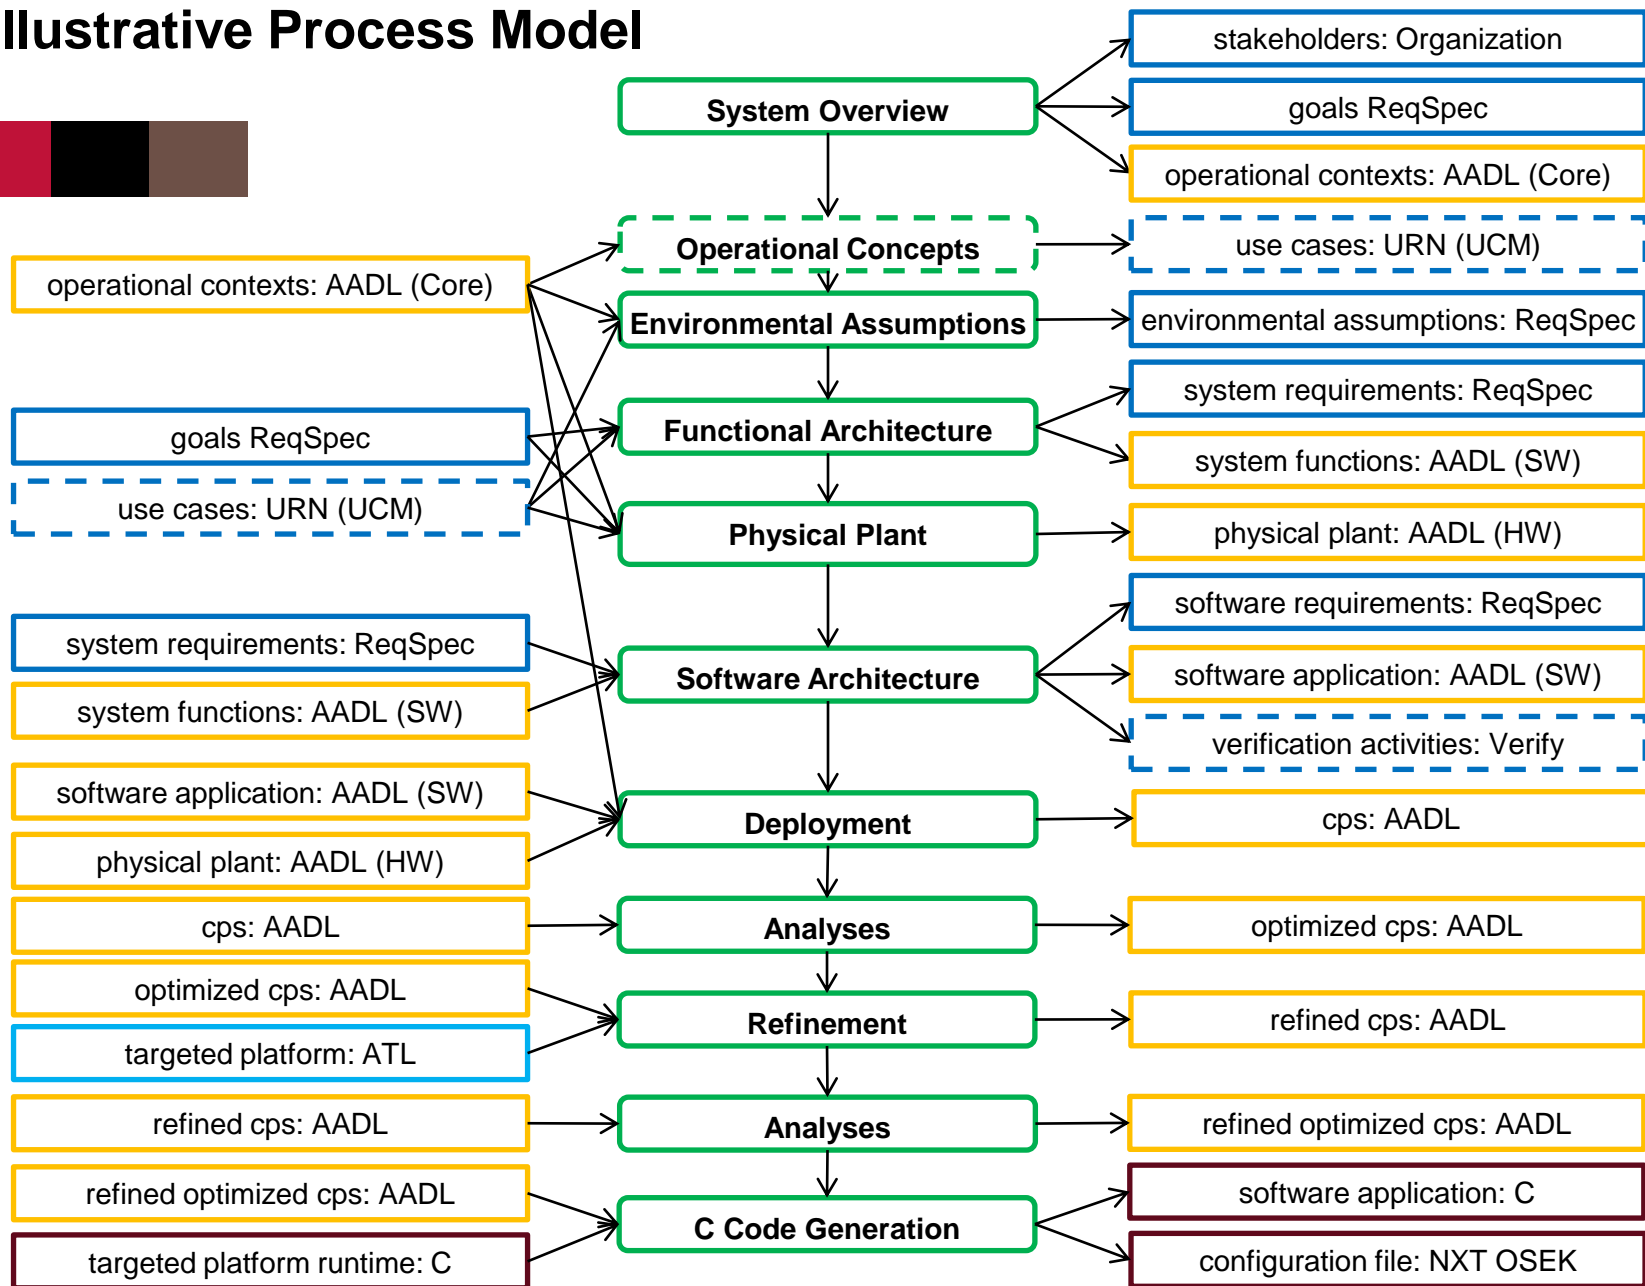 Illustrative Process Model
stakeholders: Organization
System Overview
goals ReqSpec
operational contexts: AADL (Core)
Operational Concepts
use cases: URN (UCM)
operational contexts: AADL (Core)
Environmental Assumptions
environmental assumptions: ReqSpec
system requirements: ReqSpec
goals ReqSpec
Functional Architecture
system functions: AADL (SW)
use cases: URN (UCM)
Physical Plant
physical plant: AADL (HW)
software requirements: ReqSpec
system requirements: ReqSpec
Software Architecture
software application: AADL (SW)
system functions: AADL (SW)
verification activities: Verify
software application: AADL (SW)
Deployment
cps: AADL
physical plant: AADL (HW)
cps: AADL
Analyses
optimized cps: AADL
optimized cps: AADL
Refinement
refined cps: AADL
targeted platform: ATL
refined cps: AADL
Analyses
refined optimized cps: AADL
refined optimized cps: AADL
software application: C
C Code Generation
targeted platform runtime: C
configuration file: NXT OSEK